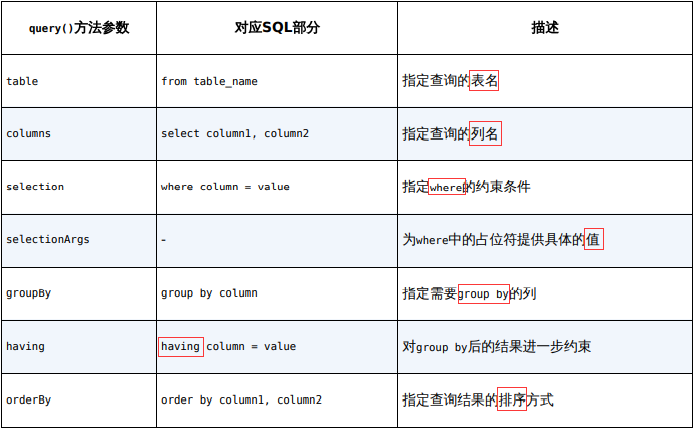 query()方法参数 对应SQL部分 描述
table from table_name 指定查询的表名
columns select column1, column2 指定查询的列名
selection where column = value 指定where的约束条件
selectionArgs - 为where中的占位符提供具体的值
groupBy group by column 指定需要group by的列
having having column = value 对group by后的结果进一步约束
orderBy order by column1, column2 指定查询结果的排序方式